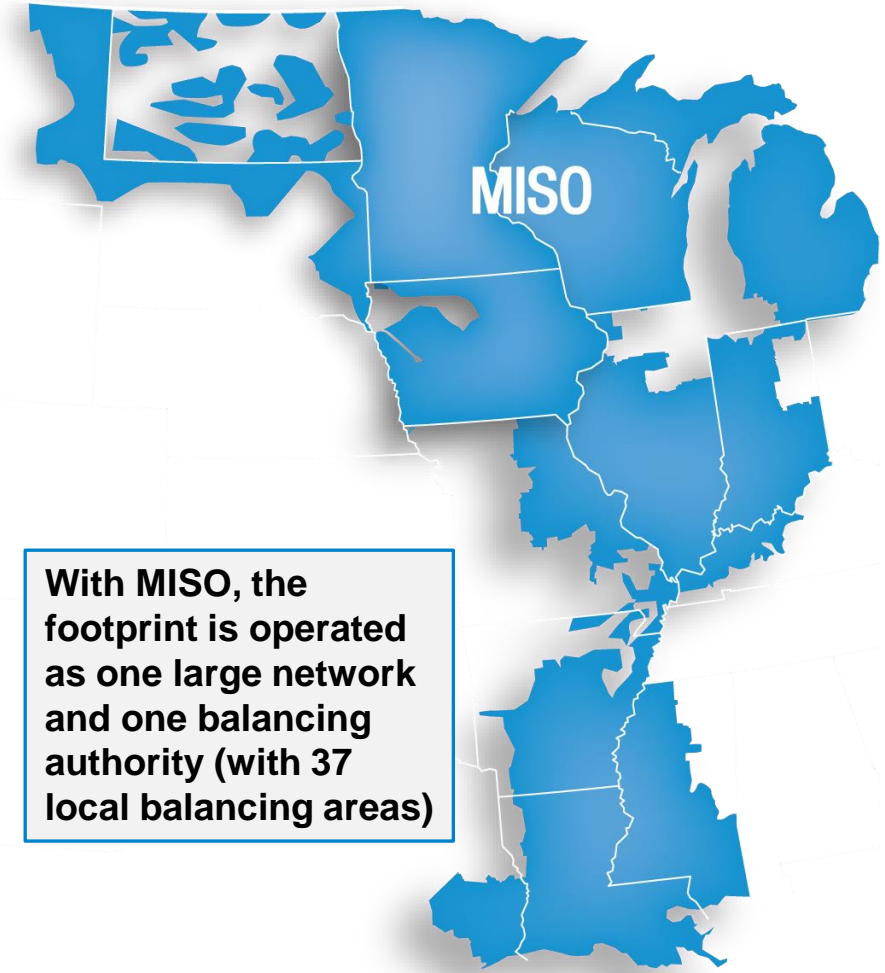 MISO
With MISO, the
footprint is operated
as one large network
and one balancing
authority (with 37
local balancing areas)